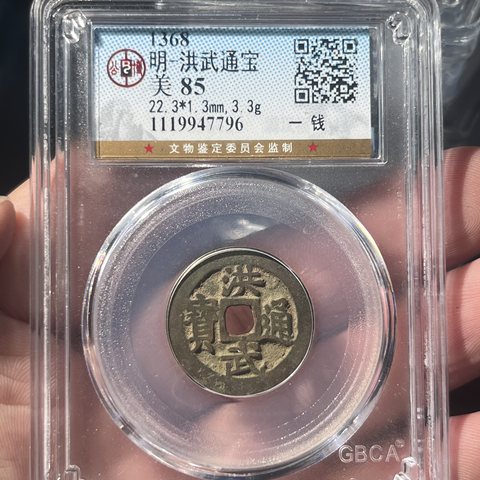 1368
明-洪武通宝
美 85
22.3*1.3mm,3.3g
1119947796
一 钱
★ 文物鉴定委员会监制 ★
洪武通寳
GBCA